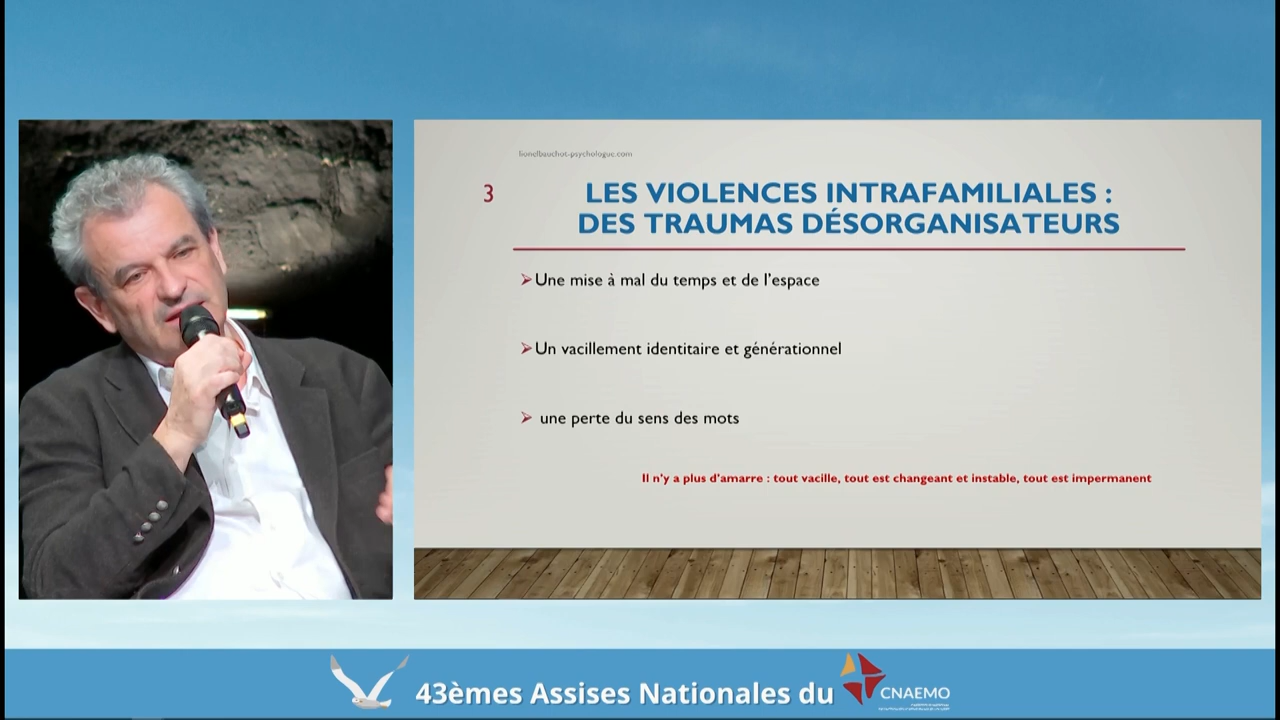 lionelbauchot-psychologue.com
3
LES VIOLENCES INTRAFAMILIALES :
DES TRAUMAS DÉSORGANISATEURS
Une mise à mal du temps et de l'espace
Un vacillement identitaire et générationnel
une perte du sens des mots
Il n'y a plus d'amarre : tout vacille, tout est changeant et instable, tout est impermanent
43èmes Assises Nationales du
CNAEMO